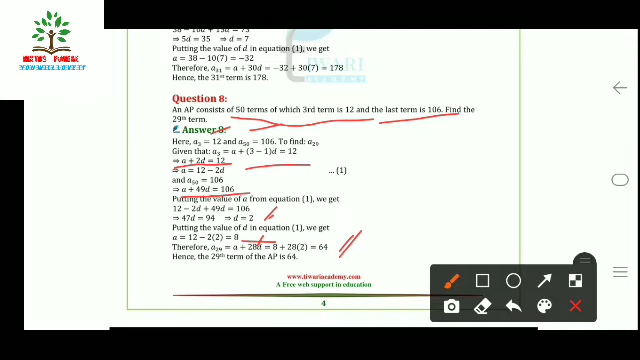 38 − 10d + 15d = 73
⇒ 5d = 35 ⇒ d = 7
Putting the value of d in equation (1), we get
a = 38 − 10(7) = −32
Therefore, a₃₁ = a + 30d = −32 + 30(7) = 178
Hence the 31st term is 178.
Question 8:
An AP consists of 50 terms of which 3rd term is 12 and the last term is 106. Find the
29th term.
Answer 8:
Here, a₃ = 12 and a₅₀ = 106. To find: a₂₉
Given that: a₃ = a + (3 − 1)d = 12
⇒ a + 2d = 12
⇒ a = 12 − 2d ... (1)
and a₅₀ = 106
⇒ a + 49d = 106
Putting the value of a from equation (1), we get
12 − 2d + 49d = 106
⇒ 47d = 94 ⇒ d = 2
Putting the value of d in equation (1), we get
a = 12 − 2(2) = 8
Therefore, a₂₉ = a + 28d = 8 + 28(2) = 64
Hence, the 29th term of the AP is 64.
www.tiwariacademy.com
A Free web support in education
4